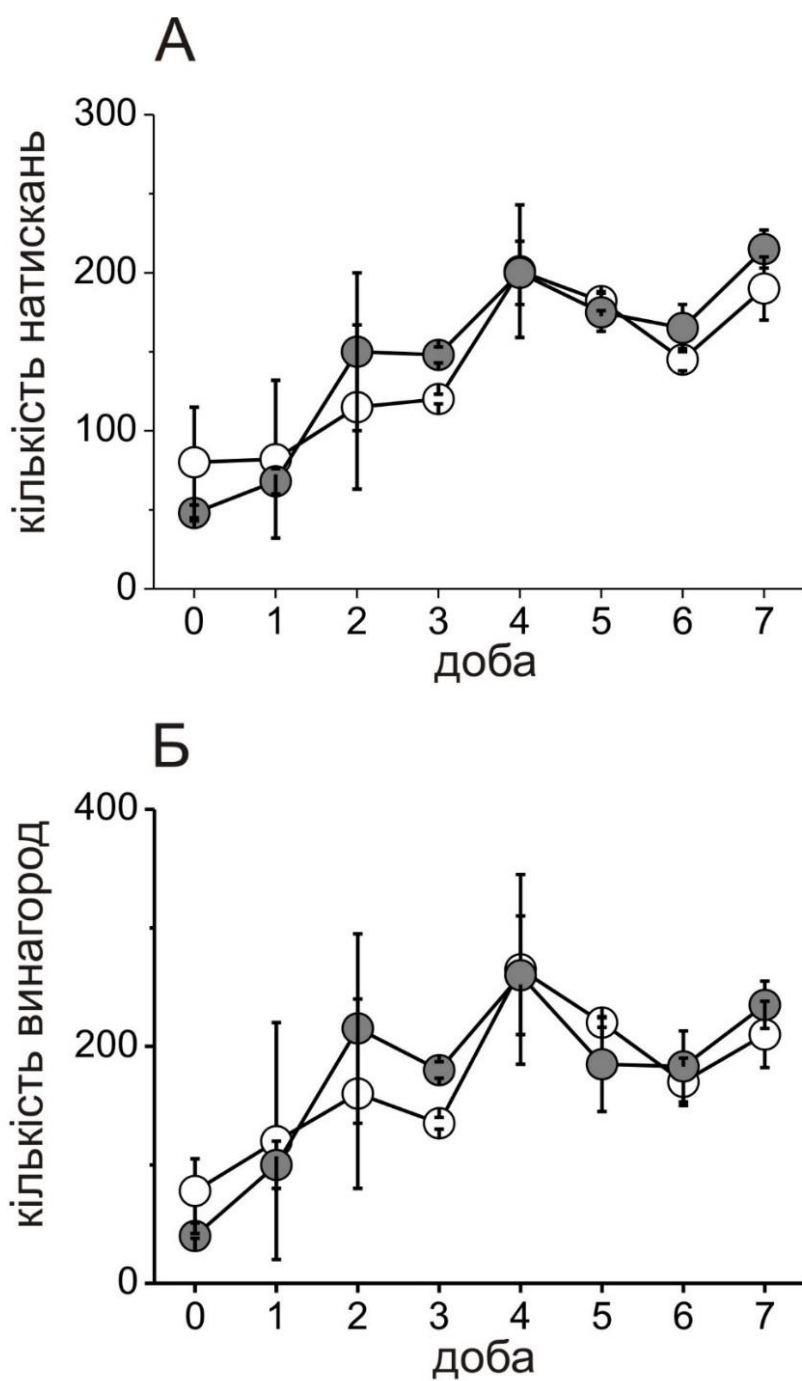 А
300
200
100
0
кількість натискань
0 1 2 3 4 5 6 7
доба
Б
400
200
0
кількість винагород
0 1 2 3 4 5 6 7
доба